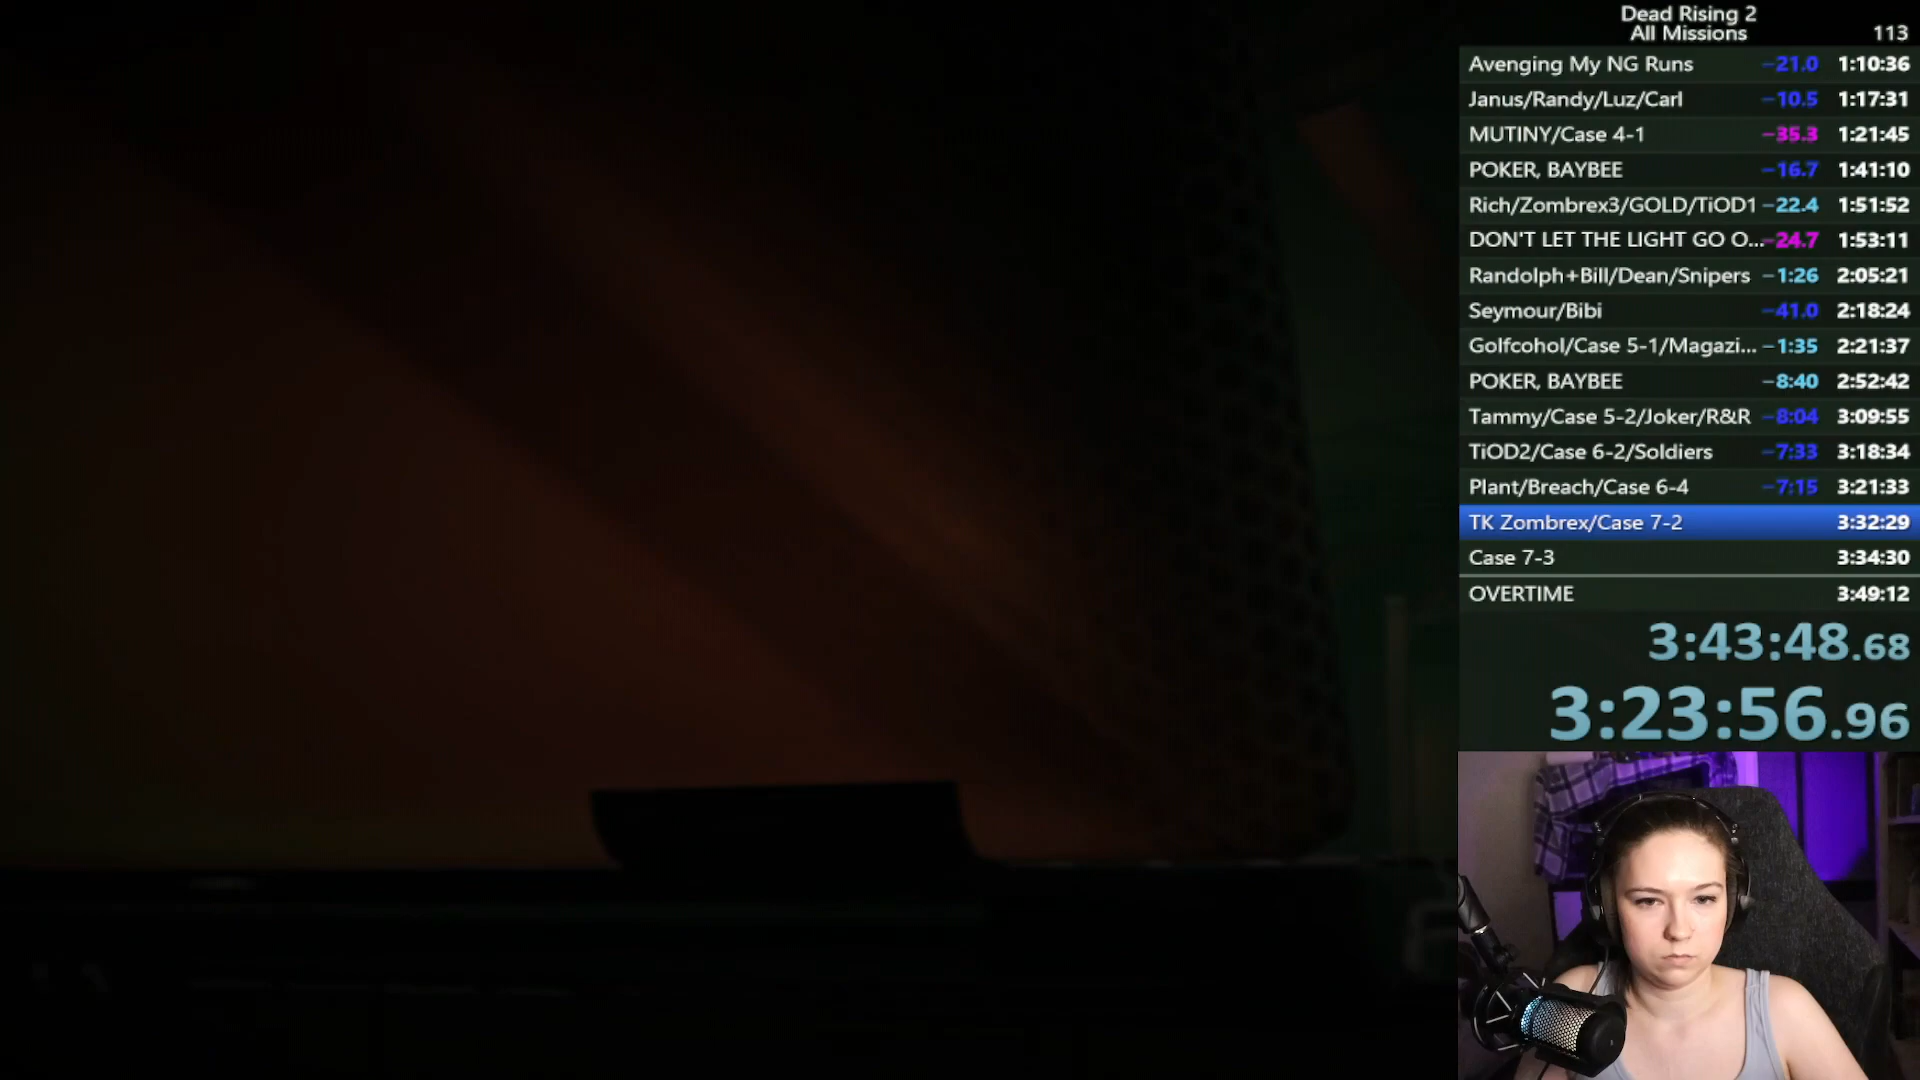 Dead Rising 2
All Missions 113
Avenging My NG Runs −21.0 1:10:36
Janus/Randy/Luz/Carl −10.5 1:17:31
MUTINY/Case 4-1 −35.3 1:21:45
POKER, BAYBEE −16.7 1:41:10
Rich/Zombrex3/GOLD/TiOD1 −22.4 1:51:52
DON'T LET THE LIGHT GO O... −24.7 1:53:11
Randolph+Bill/Dean/Snipers −1:26 2:05:21
Seymour/Bibi −41.0 2:18:24
Golfcohol/Case 5-1/Magazi... −1:35 2:21:37
POKER, BAYBEE −8:40 2:52:42
Tammy/Case 5-2/Joker/R&R −8:04 3:09:55
TiOD2/Case 6-2/Soldiers −7:33 3:18:34
Plant/Breach/Case 6-4 −7:15 3:21:33
TK Zombrex/Case 7-2 3:32:29
Case 7-3 3:34:30
OVERTIME 3:49:12
3:43:48.68
3:23:56.96